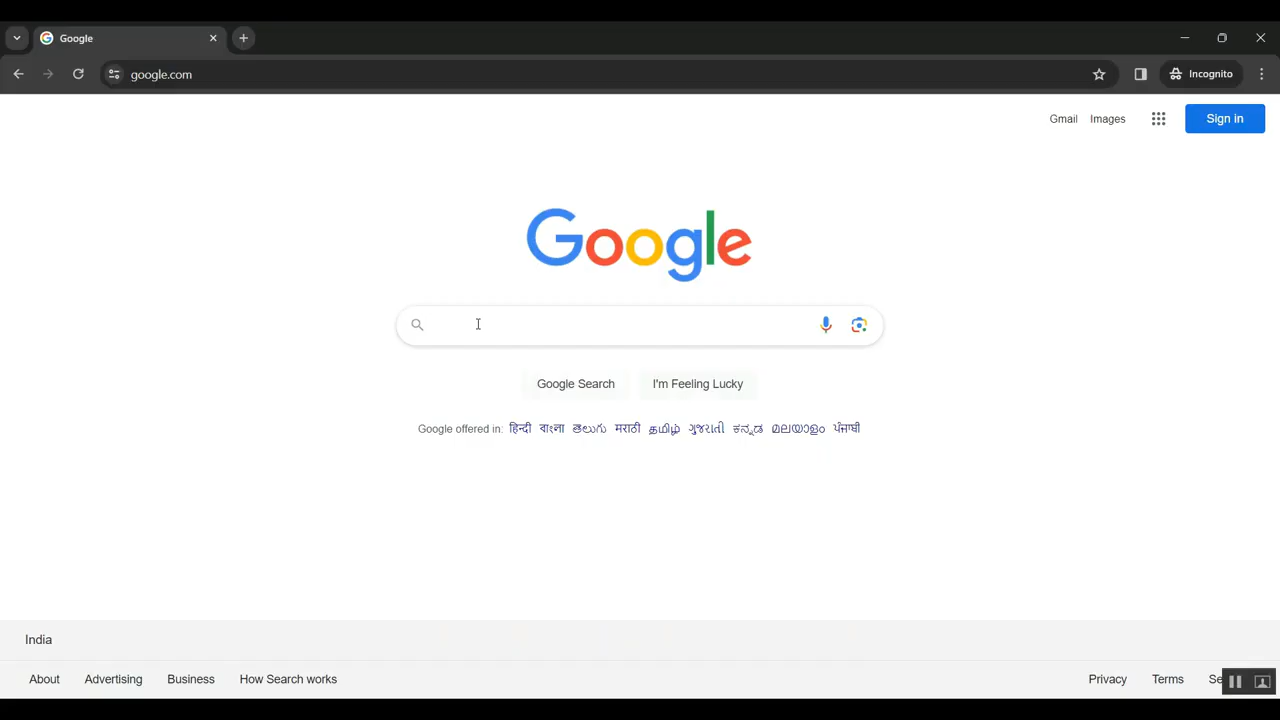 Google
google.com
Incognito
Gmail Images Sign in
Google
Google Search I'm Feeling Lucky
Google offered in: हिन्दी বাংলা తెలుగు मराठी தமிழ் ગુજરાતી ಕನ್ನಡ മലയാളം ਪੰਜਾਬੀ
India
About Advertising Business How Search works Privacy Terms Se